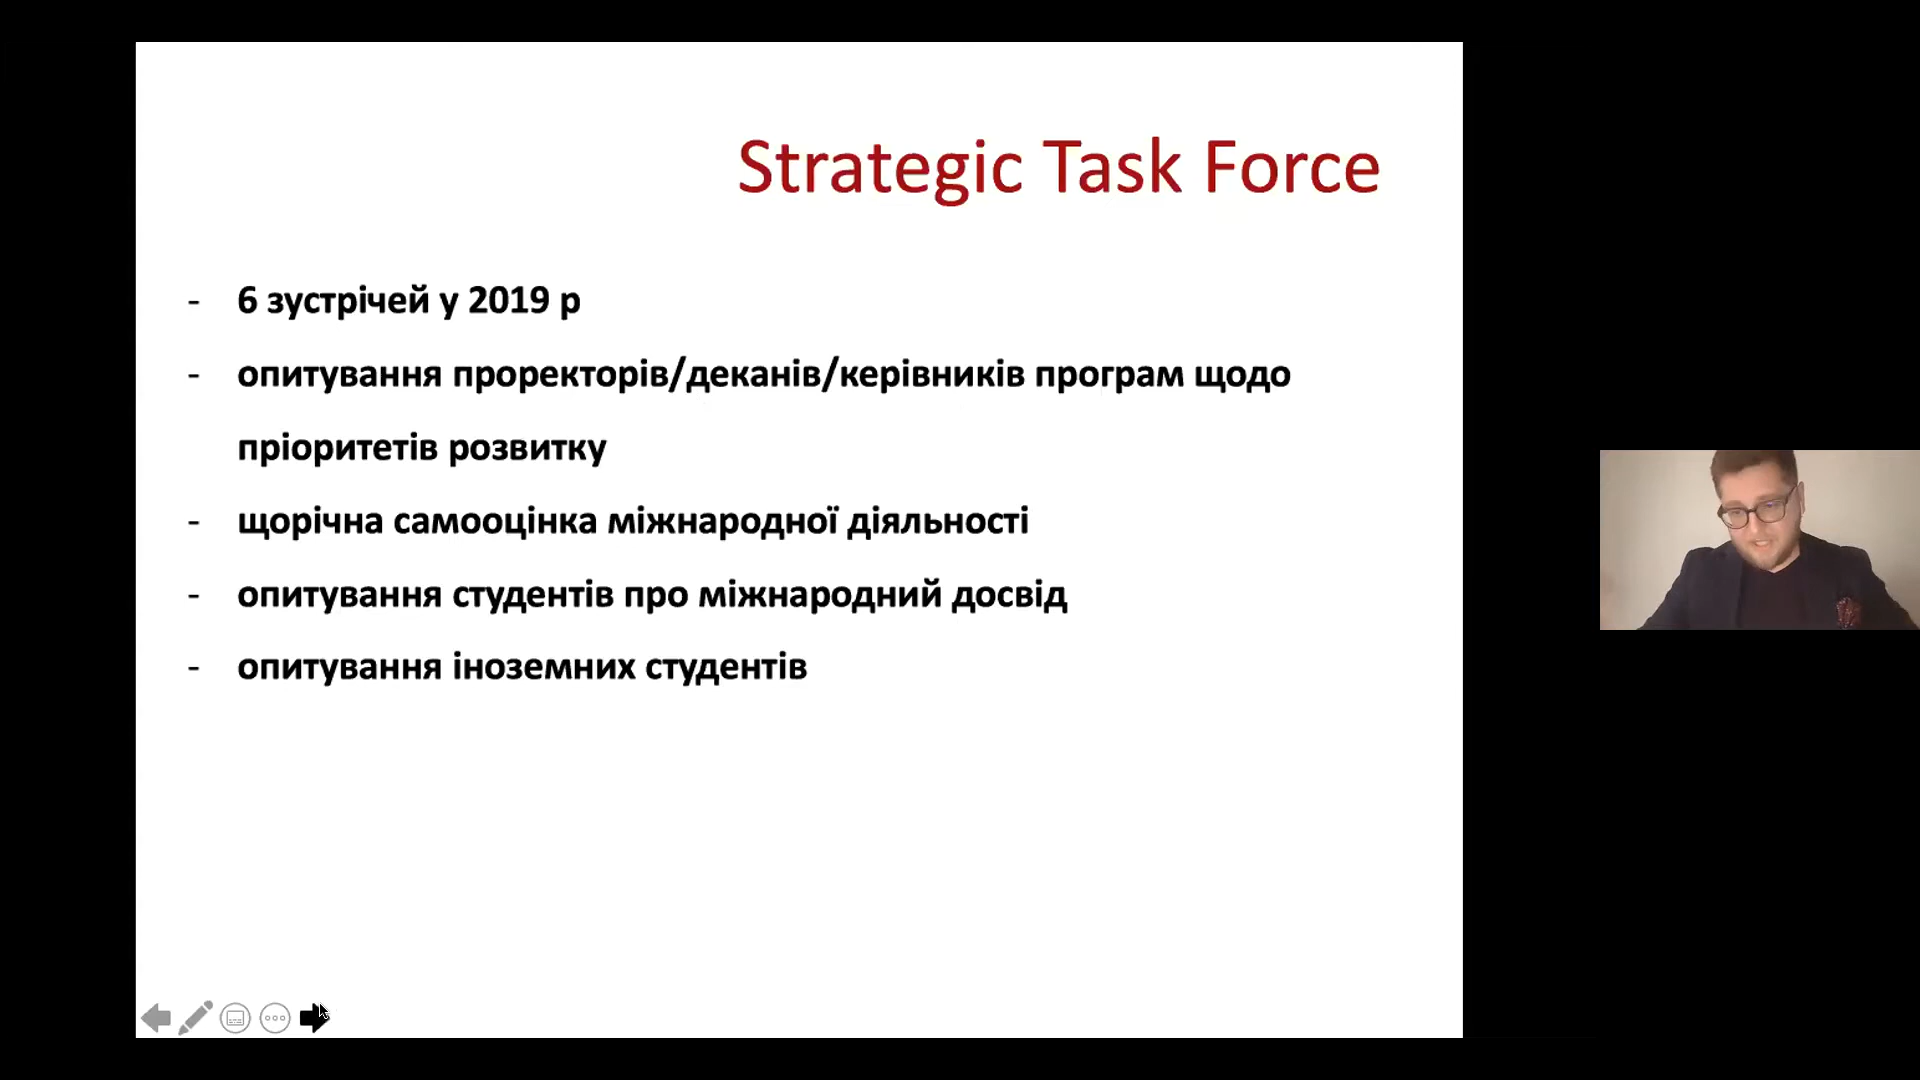 Strategic Task Force
- 6 зустрічей у 2019 р
- опитування проректорів/деканів/керівників програм щодо
пріоритетів розвитку
- щорічна самооцінка міжнародної діяльності
- опитування студентів про міжнародний досвід
- опитування іноземних студентів